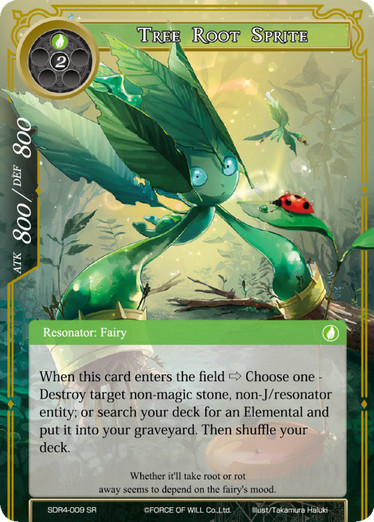 Tree Root Sprite
2
ATK 800 / DEF 800
Resonator: Fairy
When this card enters the field ⇨ Choose one -
Destroy target non-magic stone, non-J/resonator
entity; or search your deck for an Elemental and
put it into your graveyard. Then shuffle your
deck.
Whether it'll take root or rot
away seems to depend on the fairy's mood.
SDR4-009 SR ©FORCE OF WILL Co.,Ltd. Illust/Takamura Haluki